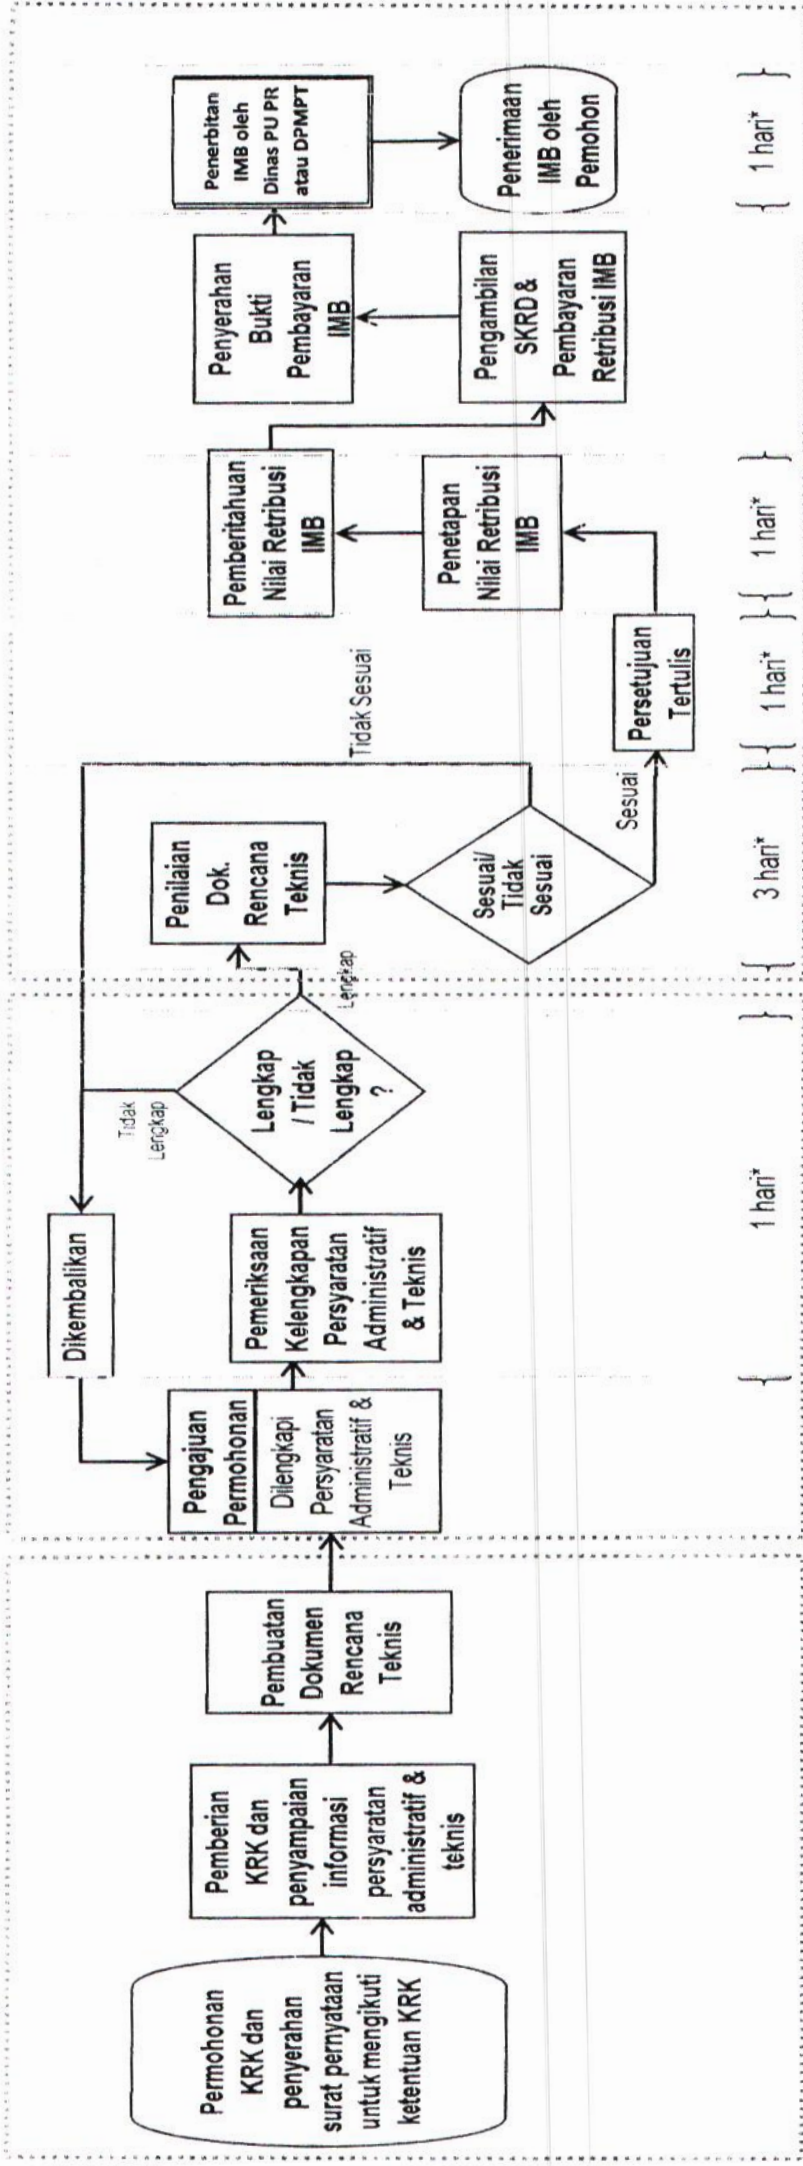 Permohonan
KRK dan
penyerahan
surat pernyataan
untuk mengikuti
ketentuan KRK
Pemberian
KRK dan
penyampaian
informasi
persyaratan
administratif &
teknis
Pembuatan
Dokumen
Rencana
Teknis
Pengajuan
Permohonan
Dilengkapi
Persyaratan
Administratif &
Teknis
Dikembalikan
Pemeriksaan
Kelengkapan
Persyaratan
Administratif
& Teknis
Tidak
Lengkap
Lengkap
/ Tidak
Lengkap
?
Lengkap
Penilaian
Dok.
Rencana
Teknis
Sesuai/
Tidak
Sesuai
Tidak Sesuai
Sesuai
Persetujuan
Tertulis
Penetapan
Nilai Retribusi
IMB
Pemberitahuan
Nilai Retribusi
IMB
Pengambilan
SKRD &
Pembayaran
Retribusi IMB
Penyerahan
Bukti
Pembayaran
IMB
Penerbitan
IMB oleh
Dinas PU PR
atau DPMPT
Penerimaan
IMB oleh
Pemohon
1 hari*
3 hari*
1 hari*
1 hari*
1 hari*